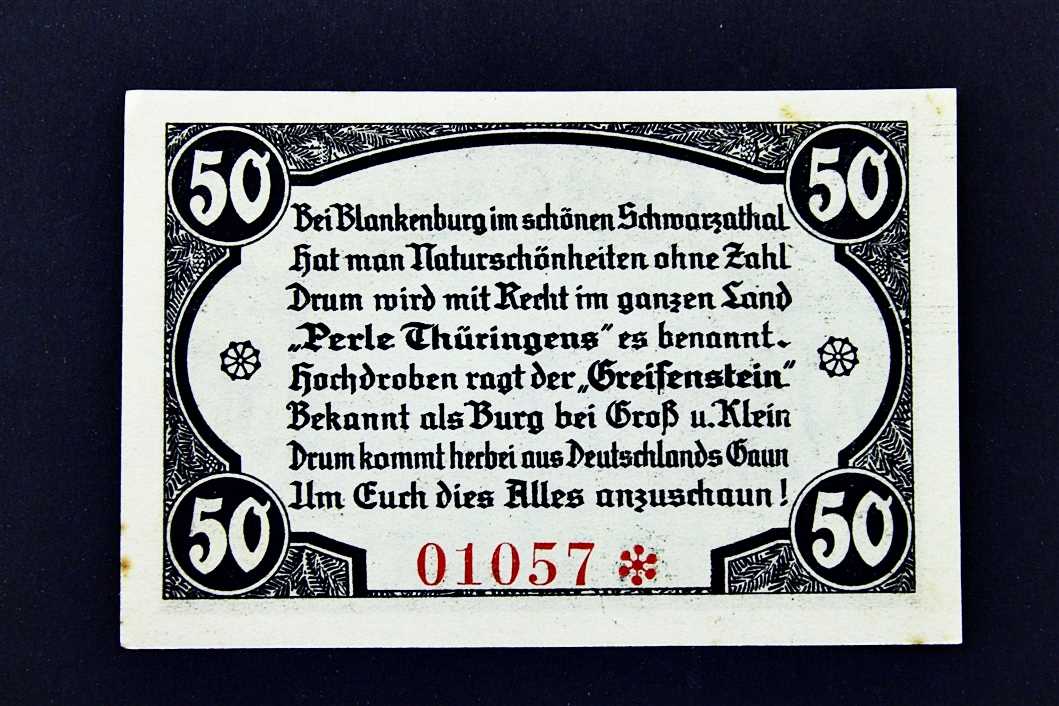 50 50
Bei Blankenburg im schönen Schwarzathal
Hat man Naturschönheiten ohne Zahl
Drum wird mit Recht im ganzen Land
„Perle Thüringens" es benannt.
Hoch droben ragt der „Greifenstein"
Bekannt als Burg bei Groß u. Klein
Drum kommt herbei aus Deutschlands Gaun
Um Euch dies Alles anzuschaun!
50 50
01057